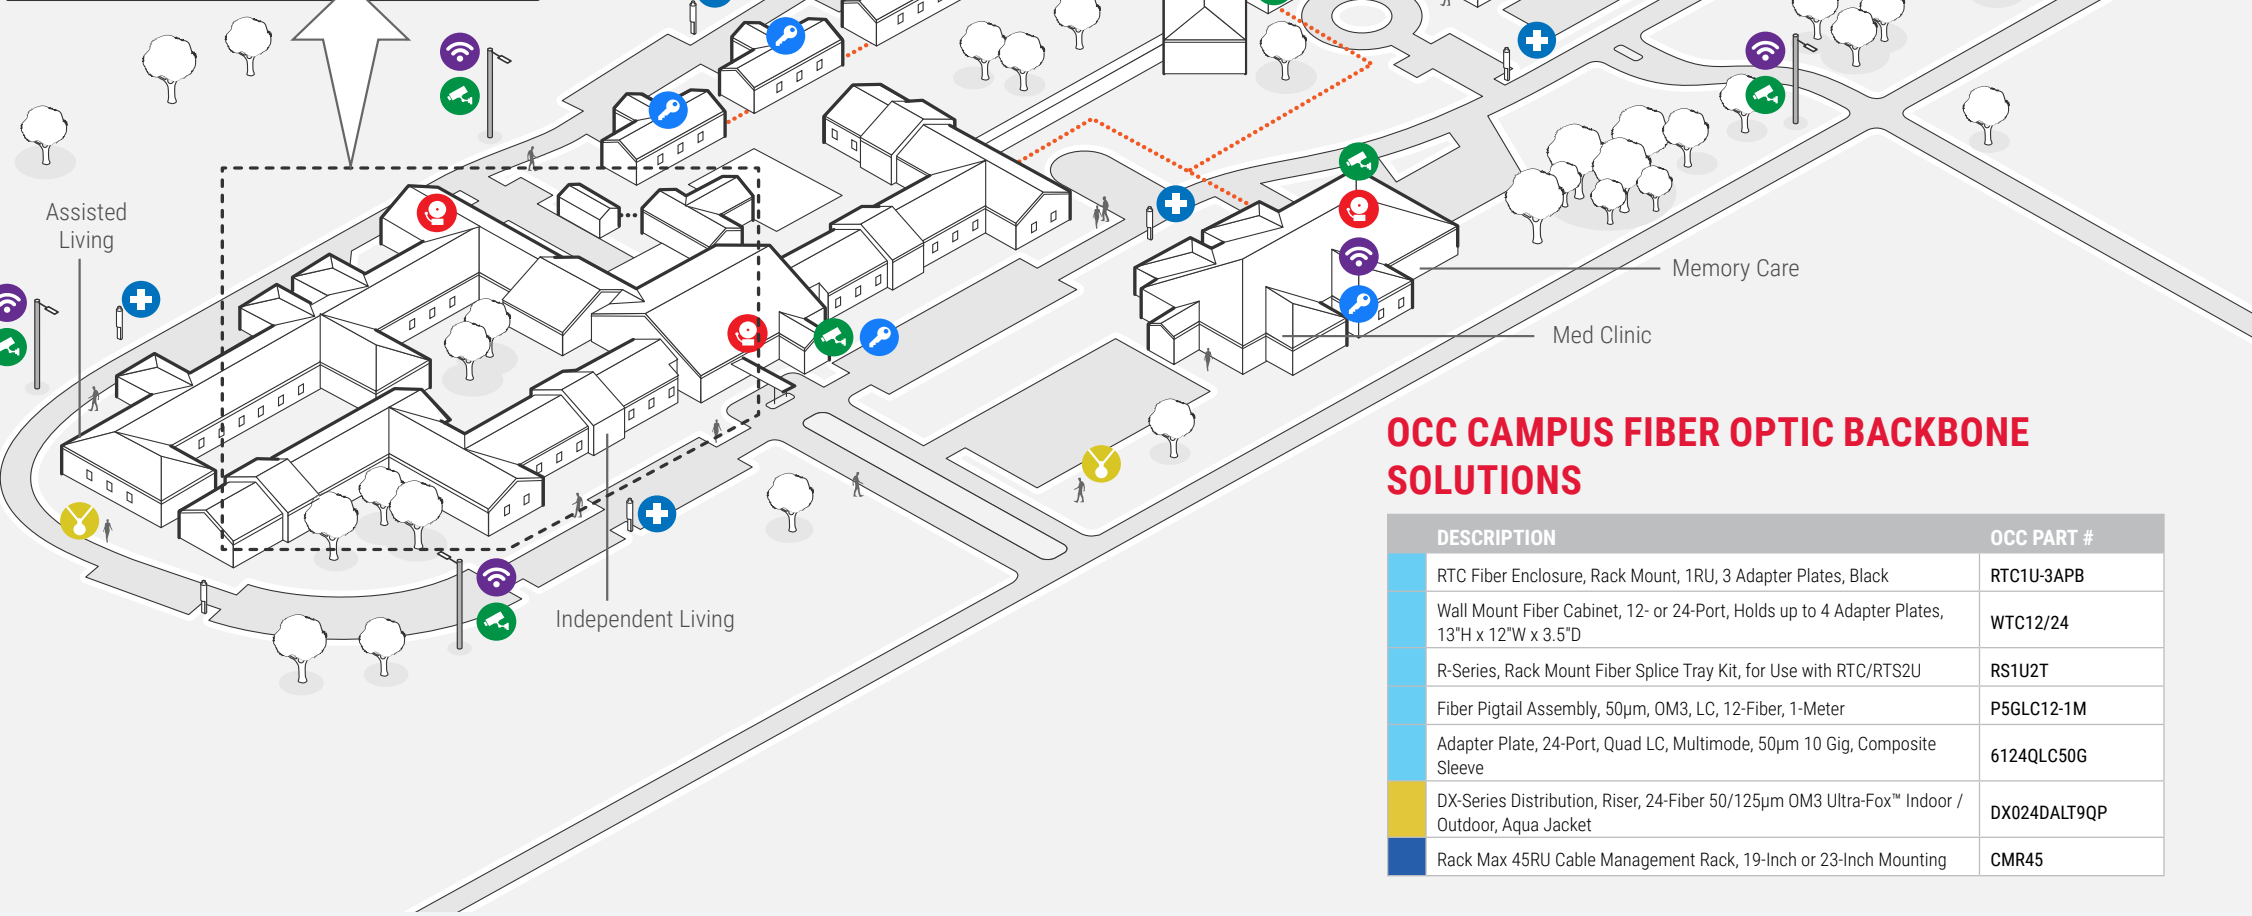 Assisted
Living
Memory Care
Med Clinic
Independent Living
OCC CAMPUS FIBER OPTIC BACKBONE
SOLUTIONS
DESCRIPTION OCC PART #
RTC Fiber Enclosure, Rack Mount, 1RU, 3 Adapter Plates, Black RTC1U-3APB
Wall Mount Fiber Cabinet, 12- or 24-Port, Holds up to 4 Adapter Plates,
13"H x 12"W x 3.5"D WTC12/24
R-Series, Rack Mount Fiber Splice Tray Kit, for Use with RTC/RTS2U RS1U2T
Fiber Pigtail Assembly, 50µm, OM3, LC, 12-Fiber, 1-Meter P5GLC12-1M
Adapter Plate, 24-Port, Quad LC, Multimode, 50µm 10 Gig, Composite
Sleeve 6124QLC50G
DX-Series Distribution, Riser, 24-Fiber 50/125µm OM3 Ultra-Fox™ Indoor /
Outdoor, Aqua Jacket DX024DALT9QP
Rack Max 45RU Cable Management Rack, 19-Inch or 23-Inch Mounting CMR45